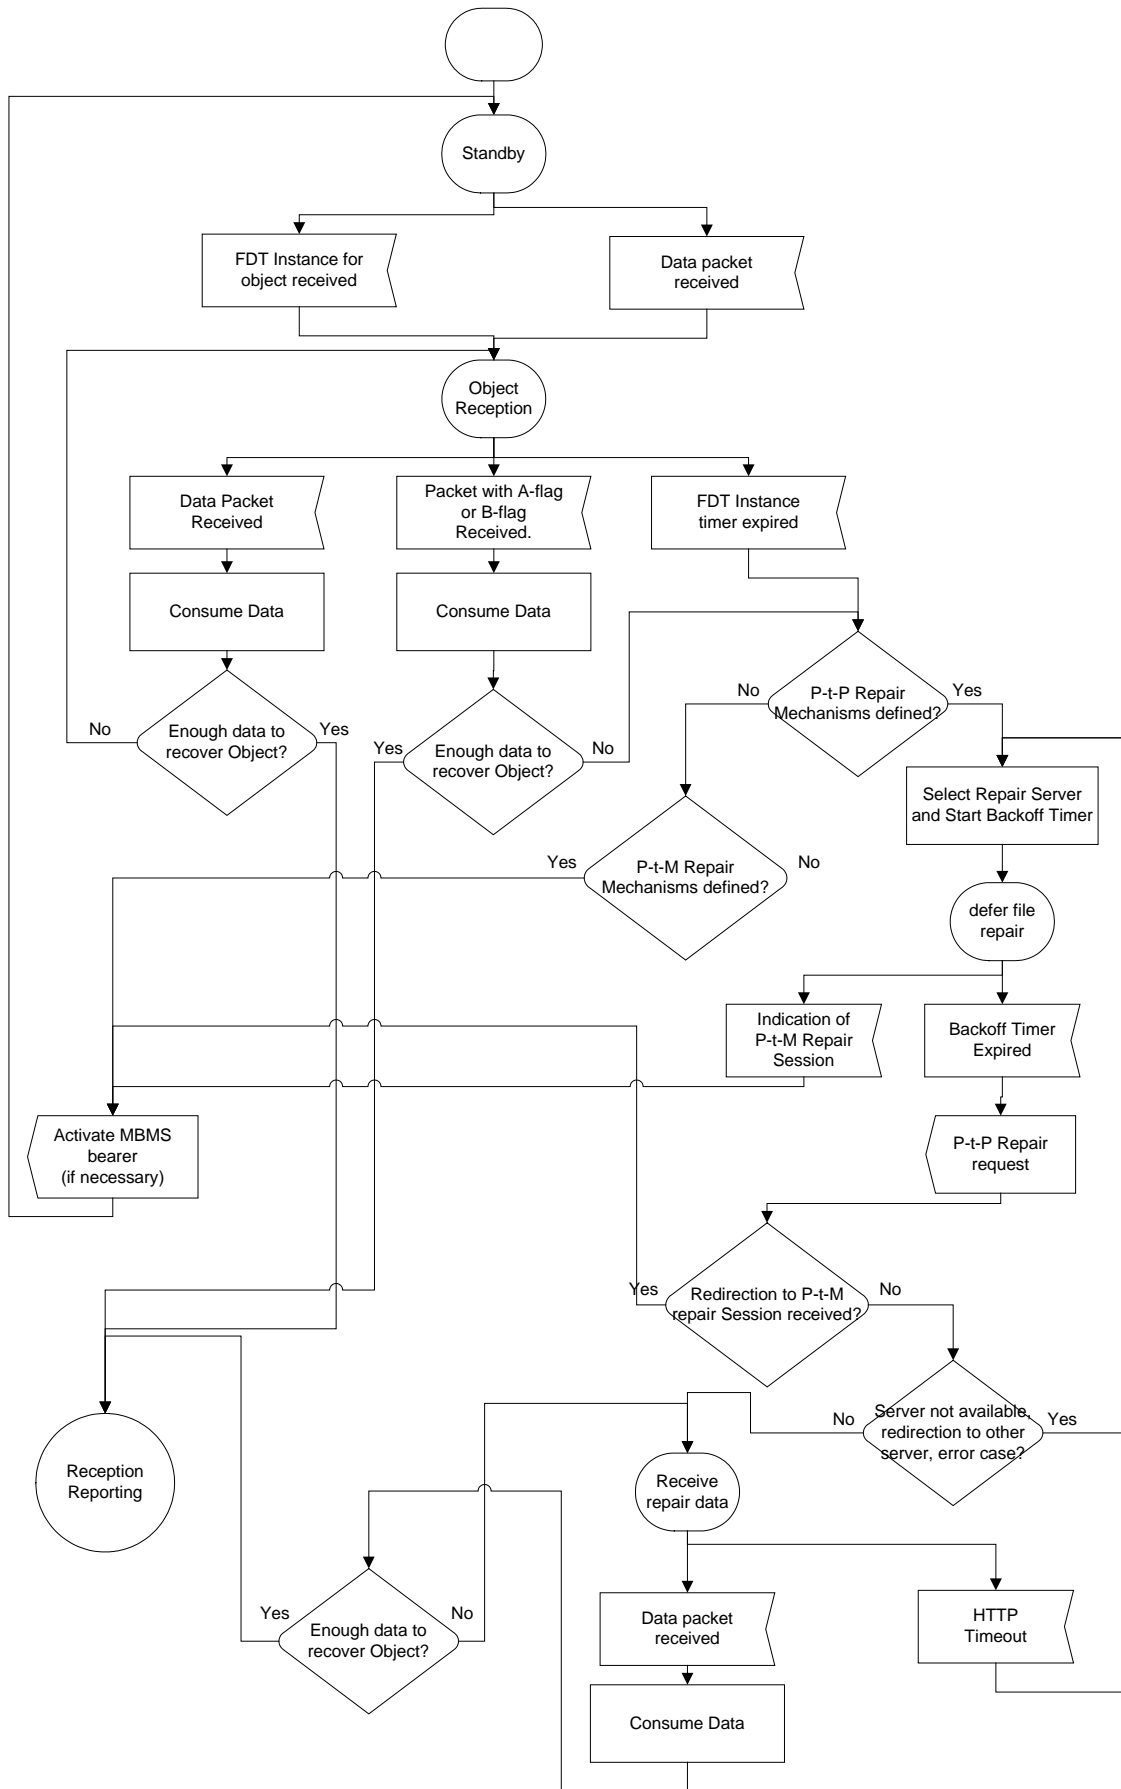 Standby
FDT Instance for
object received
Data packet
received
Object
Reception
Data Packet
Received
Packet with A-flag
or B-flag
Received.
FDT Instance
timer expired
Consume Data
Consume Data
No
P-t-P Repair
Mechanisms defined?
Yes
No
Enough data to
recover Object?
Yes
Yes
Enough data to
recover Object?
No
Select Repair Server
and Start Backoff Timer
Yes
P-t-M Repair
Mechanisms defined?
No
defer file
repair
Indication of
P-t-M Repair
Session
Backoff Timer
Expired
Activate MBMS
bearer
(if necessary)
P-t-P Repair
request
Yes
Redirection to P-t-M
repair Session received?
No
No
Server not available,
redirection to other
server, error case?
Yes
Reception
Reporting
Receive
repair data
Yes
Enough data to
recover Object?
No
Data packet
received
HTTP
Timeout
Consume Data